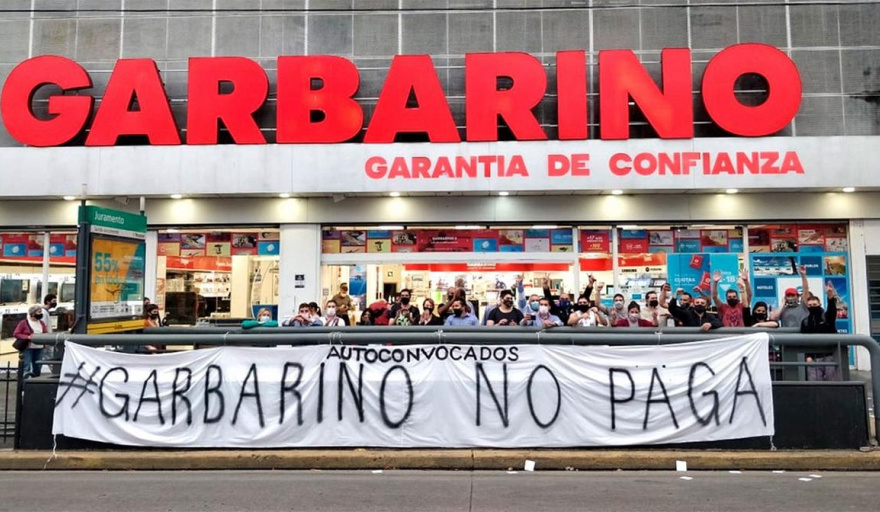 GARBARINO
GARANTIA DE CONFIANZA
Juramento
55%
AUTOCONVOCADOS
#GARBARINO NO PAGA